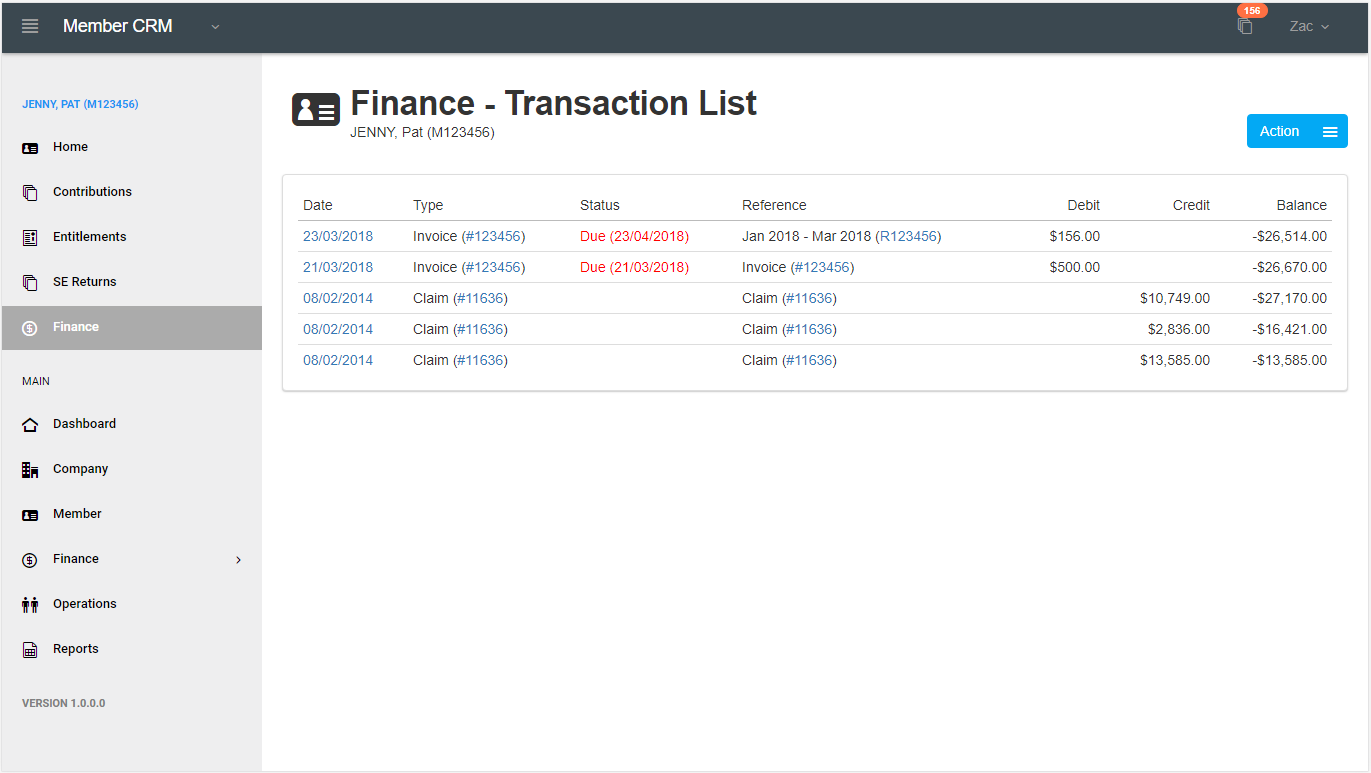 Member CRM
156
Zac
JENNY, PAT (M123456)
Home
Contributions
Entitlements
SE Returns
Finance
MAIN
Dashboard
Company
Member
Finance
Operations
Reports
VERSION 1.0.0.0
Finance - Transaction List
JENNY, Pat (M123456)
Action
Date Type Status Reference Debit Credit Balance
23/03/2018 Invoice (#123456) Due (23/04/2018) Jan 2018 - Mar 2018 (R123456) $156.00 -$26,514.00
21/03/2018 Invoice (#123456) Due (21/03/2018) Invoice (#123456) $500.00 -$26,670.00
08/02/2014 Claim (#11636) Claim (#11636) $10,749.00 -$27,170.00
08/02/2014 Claim (#11636) Claim (#11636) $2,836.00 -$16,421.00
08/02/2014 Claim (#11636) Claim (#11636) $13,585.00 -$13,585.00